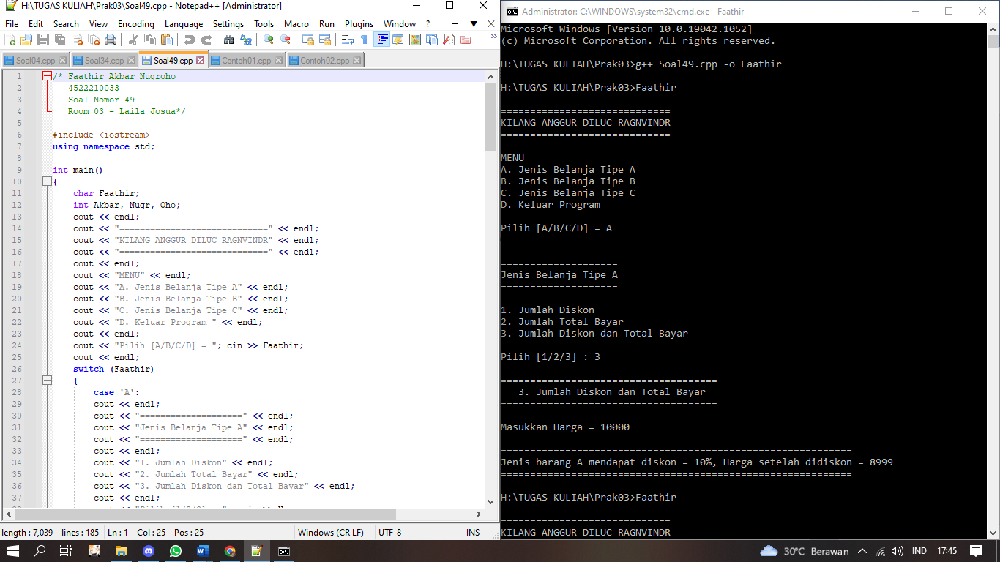 H:\TUGAS KULIAH\Prak03\Soal49.cpp - Notepad++ [Administrator]
File Edit Search View Encoding Language Settings Tools Macro Run Plugins Window ? + ▼ X
Soal04.cpp Soal34.cpp Soal49.cpp Contoh01.cpp Contoh02.cpp
1 /* Faathir Akbar Nugroho
2 4522210033
3 Soal Nomor 49
4 Room 03 - Laila_Josua*/
5
6 #include <iostream>
7 using namespace std;
8
9 int main()
10 {
11 char Faathir;
12 int Akbar, Nugr, Oho;
13 cout << endl;
14 cout << "=============================" << endl;
15 cout << "KILANG ANGGUR DILUC RAGNVINDR" << endl;
16 cout << "=============================" << endl;
17 cout << endl;
18 cout << "MENU" << endl;
19 cout << "A. Jenis Belanja Tipe A" << endl;
20 cout << "B. Jenis Belanja Tipe B" << endl;
21 cout << "C. Jenis Belanja Tipe C" << endl;
22 cout << "D. Keluar Program " << endl;
23 cout << endl;
24 cout << "Pilih [A/B/C/D] = "; cin >> Faathir;
25 cout << endl;
26 switch (Faathir)
27 {
28 case 'A':
29 cout << endl;
30 cout << "====================" << endl;
31 cout << "Jenis Belanja Tipe A" << endl;
32 cout << "====================" << endl;
33 cout << endl;
34 cout << "1. Jumlah Diskon" << endl;
35 cout << "2. Jumlah Total Bayar" << endl;
36 cout << "3. Jumlah Diskon dan Total Bayar" << endl;
37 cout << endl;
length : 7,039 lines : 185 Ln : 1 Col : 25 Pos : 25 Windows (CR LF) UTF-8 INS
Administrator: C:\WINDOWS\system32\cmd.exe - Faathir
Microsoft Windows [Version 10.0.19042.1052]
(c) Microsoft Corporation. All rights reserved.
H:\TUGAS KULIAH\Prak03>g++ Soal49.cpp -o Faathir
H:\TUGAS KULIAH\Prak03>Faathir
=============================
KILANG ANGGUR DILUC RAGNVINDR
=============================
MENU
A. Jenis Belanja Tipe A
B. Jenis Belanja Tipe B
C. Jenis Belanja Tipe C
D. Keluar Program
Pilih [A/B/C/D] = A
====================
Jenis Belanja Tipe A
====================
1. Jumlah Diskon
2. Jumlah Total Bayar
3. Jumlah Diskon dan Total Bayar
Pilih [1/2/3] : 3
=====================================
3. Jumlah Diskon dan Total Bayar
=====================================
Masukkan Harga = 10000
============================================================
Jenis barang A mendapat diskon = 10%, Harga setelah didiskon = 8999
============================================================
H:\TUGAS KULIAH\Prak03>Faathir
=============================
KILANG ANGGUR DILUC RAGNVINDR
30°C Berawan IND 17:45